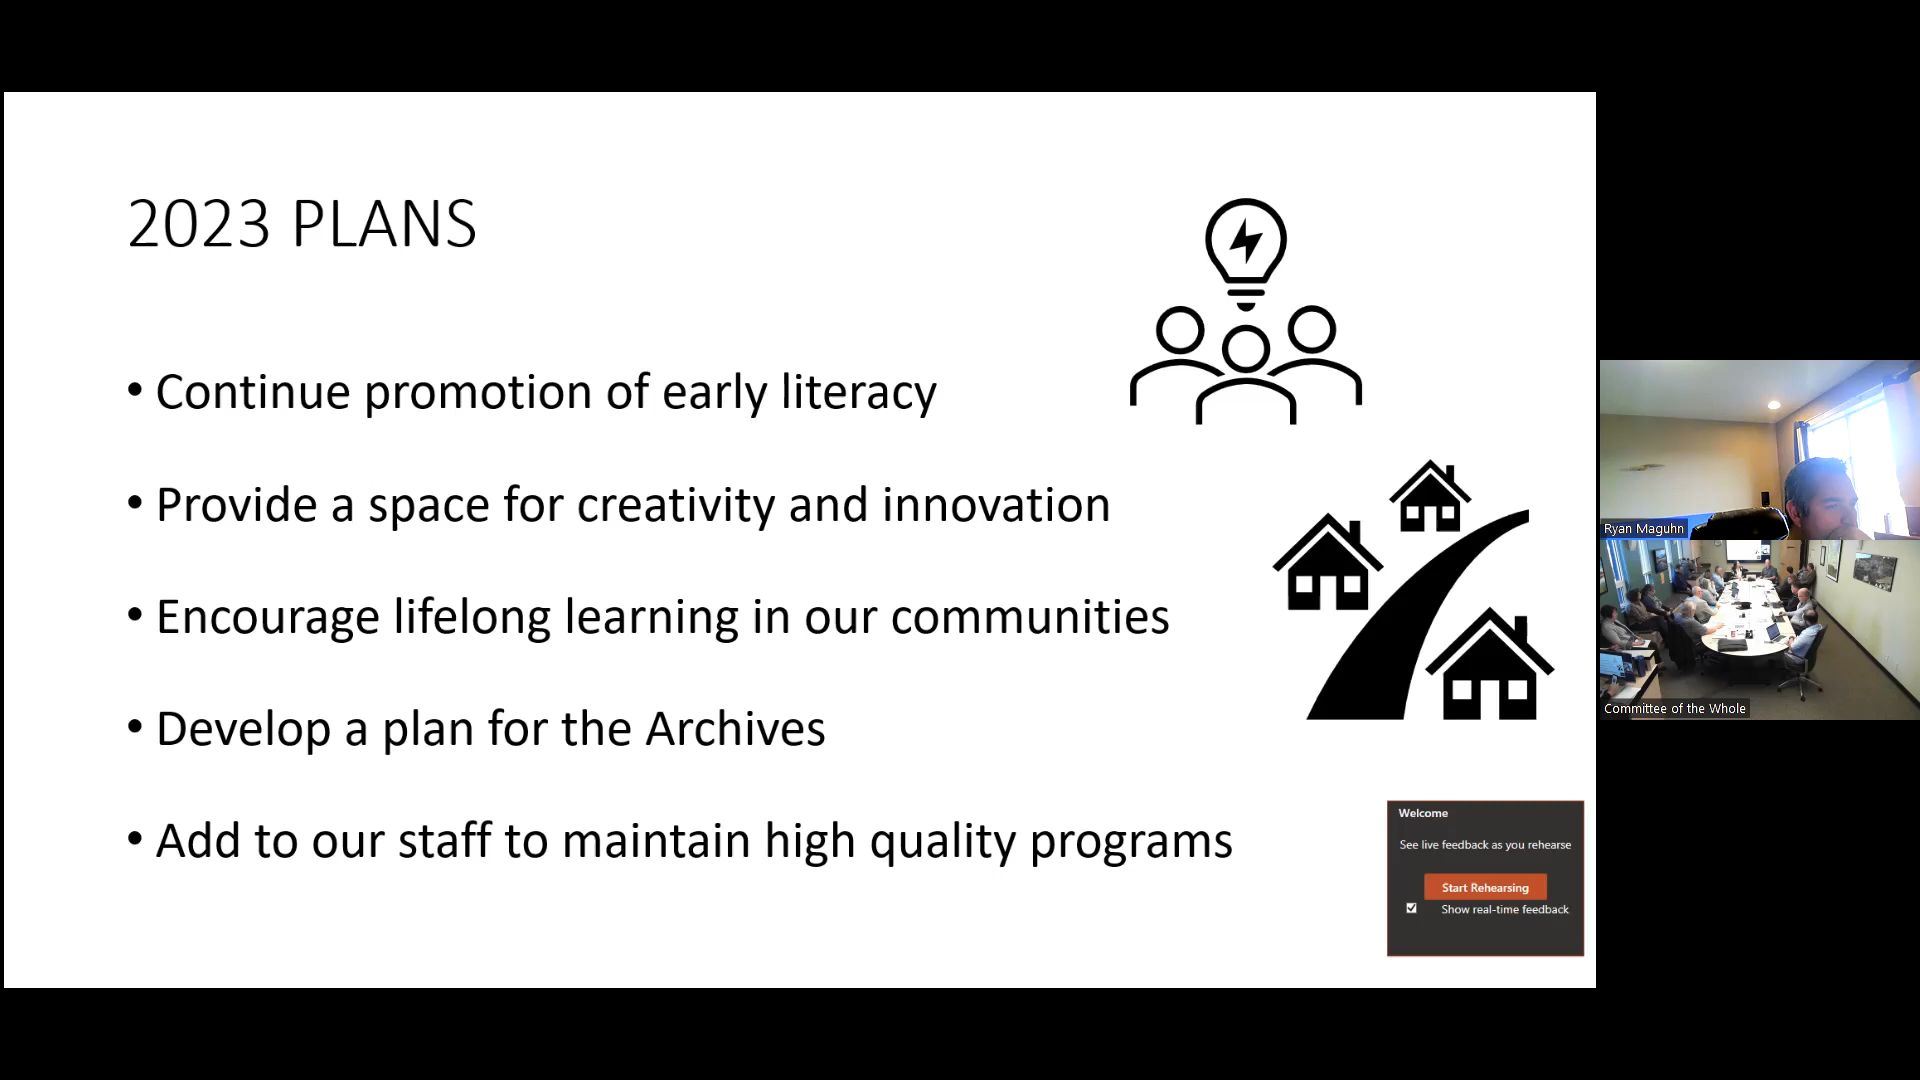 2023 PLANS
• Continue promotion of early literacy
• Provide a space for creativity and innovation
• Encourage lifelong learning in our communities
• Develop a plan for the Archives
• Add to our staff to maintain high quality programs
Welcome
See live feedback as you rehearse
Start Rehearsing
Show real-time feedback
Ryan Maguhn
Committee of the Whole